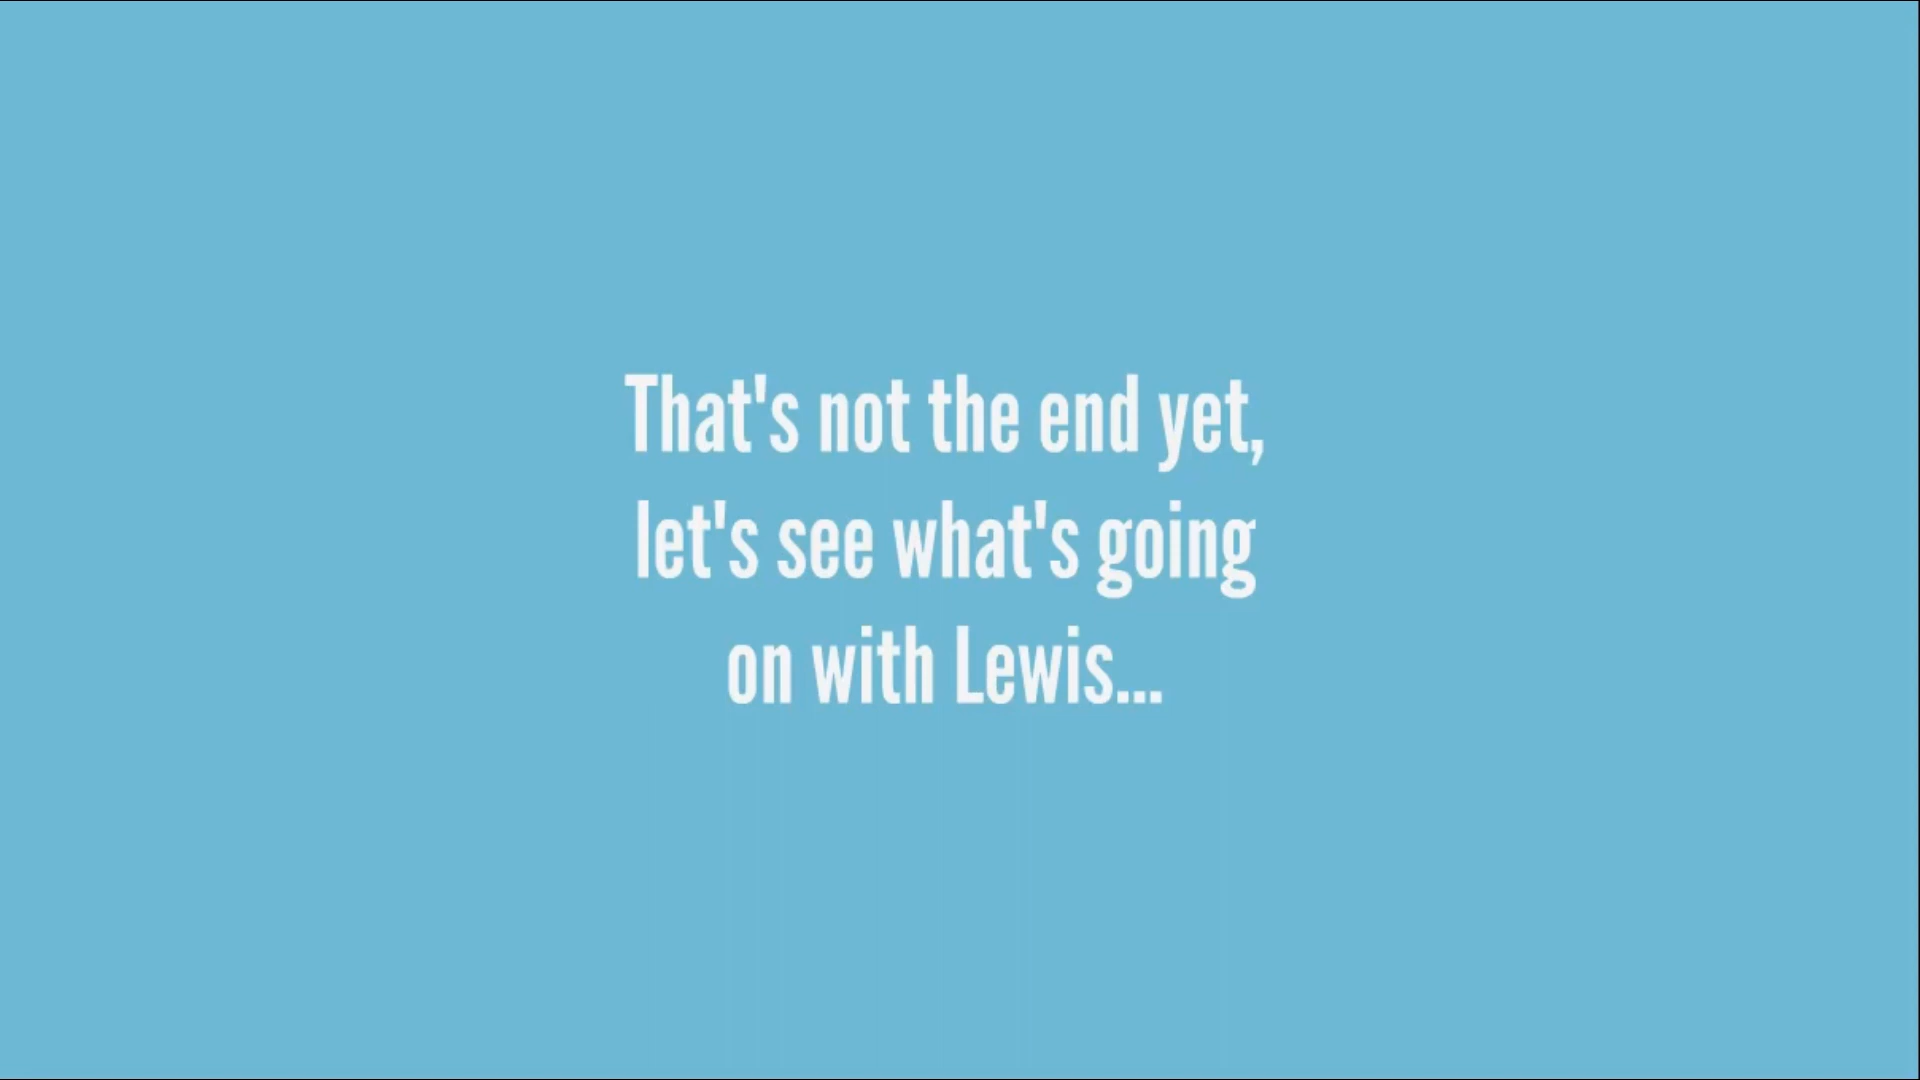 That's not the end yet,
let's see what's going
on with Lewis...